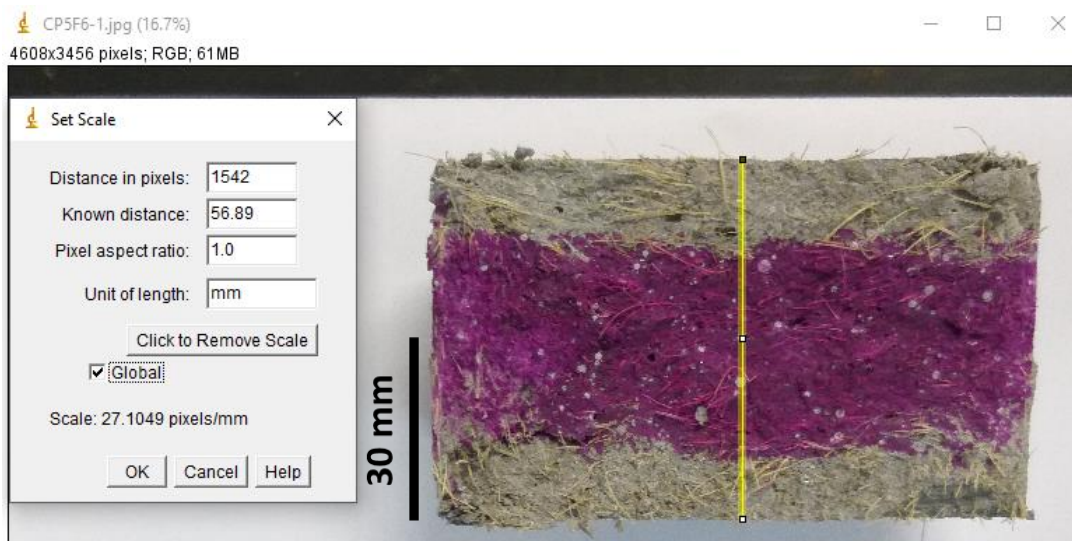 CP5F6-1.jpg (16.7%)
4608x3456 pixels; RGB; 61MB
Set Scale
Distance in pixels: 1542
Known distance: 56.89
Pixel aspect ratio: 1.0
Unit of length: mm
Click to Remove Scale
Global
Scale: 27.1049 pixels/mm
OK Cancel Help
30 mm